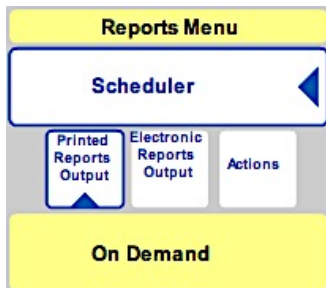 Reports Menu
Scheduler
Printed
Reports
Output
Electronic
Reports
Output
Actions
On Demand